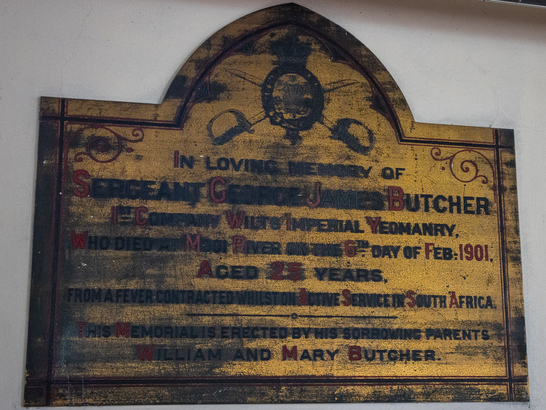 IN LOVING MEMORY OF
SERGEANT GEORGE JAMES BUTCHER
1ST COMPANY WILTS IMPERIAL YEOMANRY,
WHO DIED AT MOOI RIVER ON THE 6TH DAY OF FEB: 1901,
AGED 23 YEARS,
FROM A FEVER CONTRACTED WHILST ON ACTIVE SERVICE IN SOUTH AFRICA.
THIS MEMORIAL IS ERECTED BY HIS SORROWING PARENTS
WILLIAM AND MARY BUTCHER.